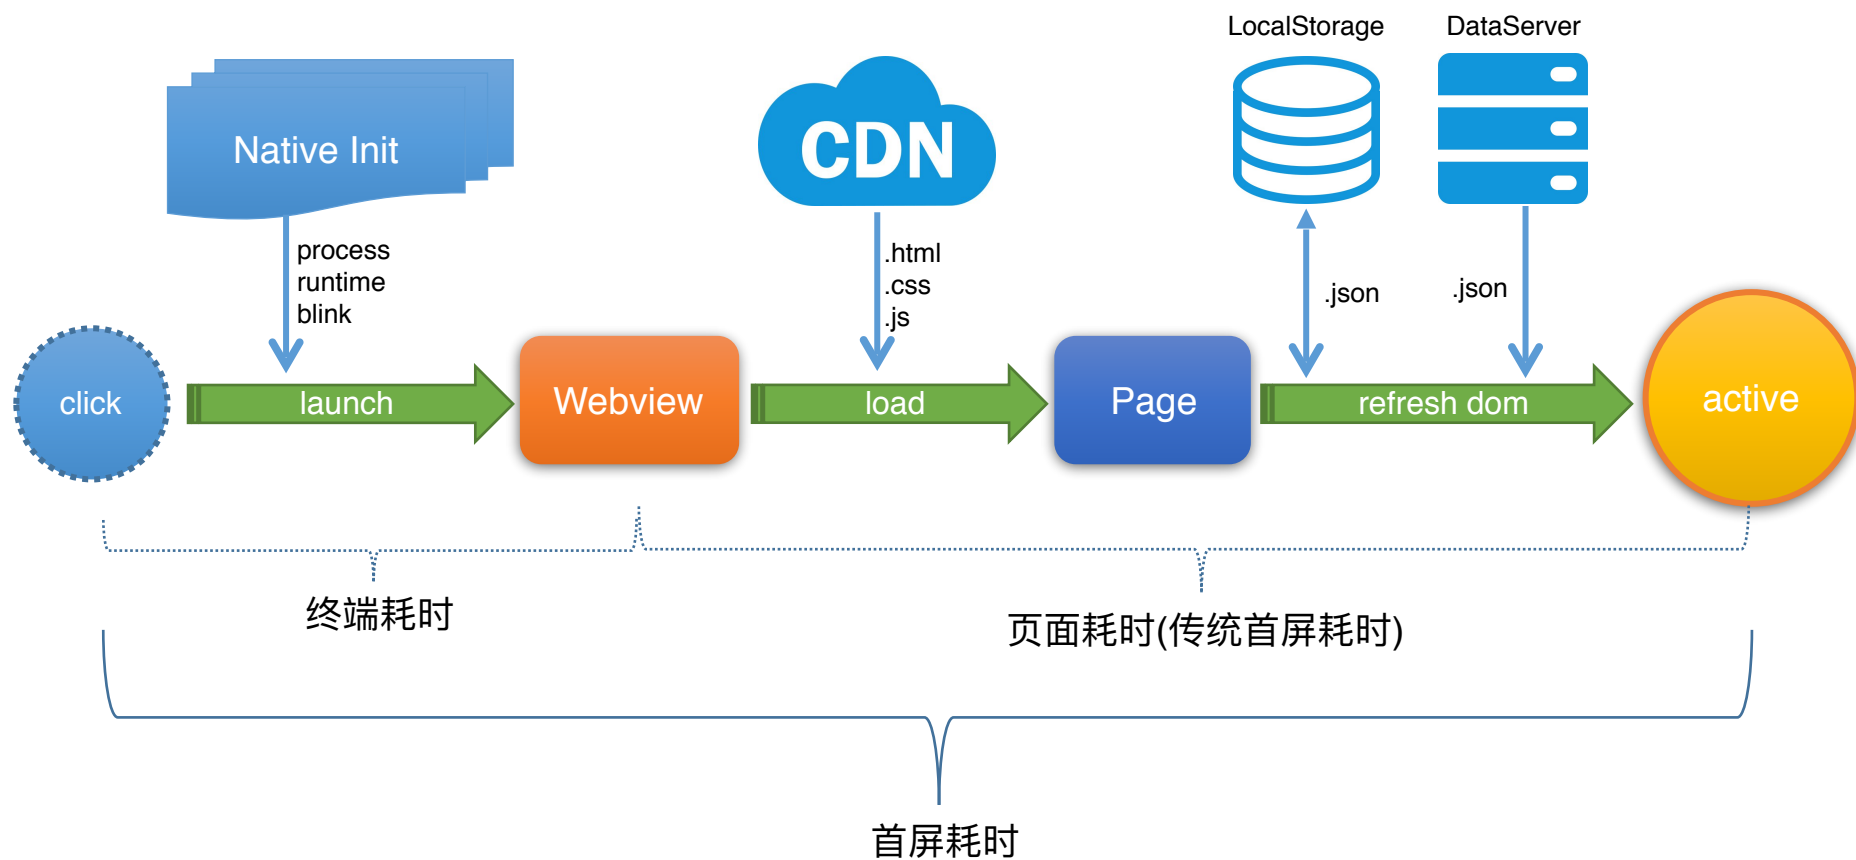 LocalStorage
DataServer
Native Init
CDN
process
runtime
blink
.html
.css
.js
.json
.json
click
launch
Webview
load
Page
refresh dom
active
终端耗时
页面耗时(传统首屏耗时)
首屏耗时